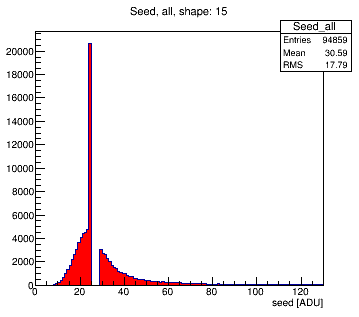 Seed, all, shape: 15
Seed_all
Entries 94859
Mean 30.59
RMS 17.79
20000
18000
16000
14000
12000
10000
8000
6000
4000
2000
0
0 20 40 60 80 100 120
seed [ADU]